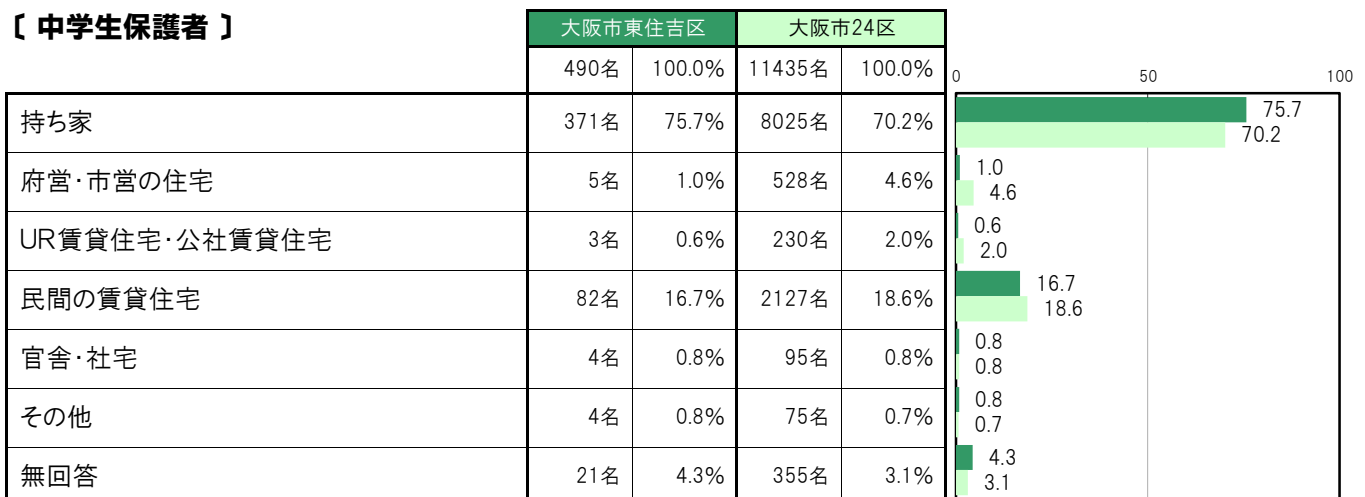 〔 中学生保護者 〕
大阪市東住吉区 大阪市24区
490名 100.0% 11435名 100.0%
0 50 100
持ち家 371名 75.7% 8025名 70.2%
75.7
70.2
府営・市営の住宅 5名 1.0% 528名 4.6%
1.0
4.6
UR賃貸住宅・公社賃貸住宅 3名 0.6% 230名 2.0%
0.6
2.0
民間の賃貸住宅 82名 16.7% 2127名 18.6%
16.7
18.6
官舎・社宅 4名 0.8% 95名 0.8%
0.8
0.8
その他 4名 0.8% 75名 0.7%
0.8
0.7
無回答 21名 4.3% 355名 3.1%
4.3
3.1